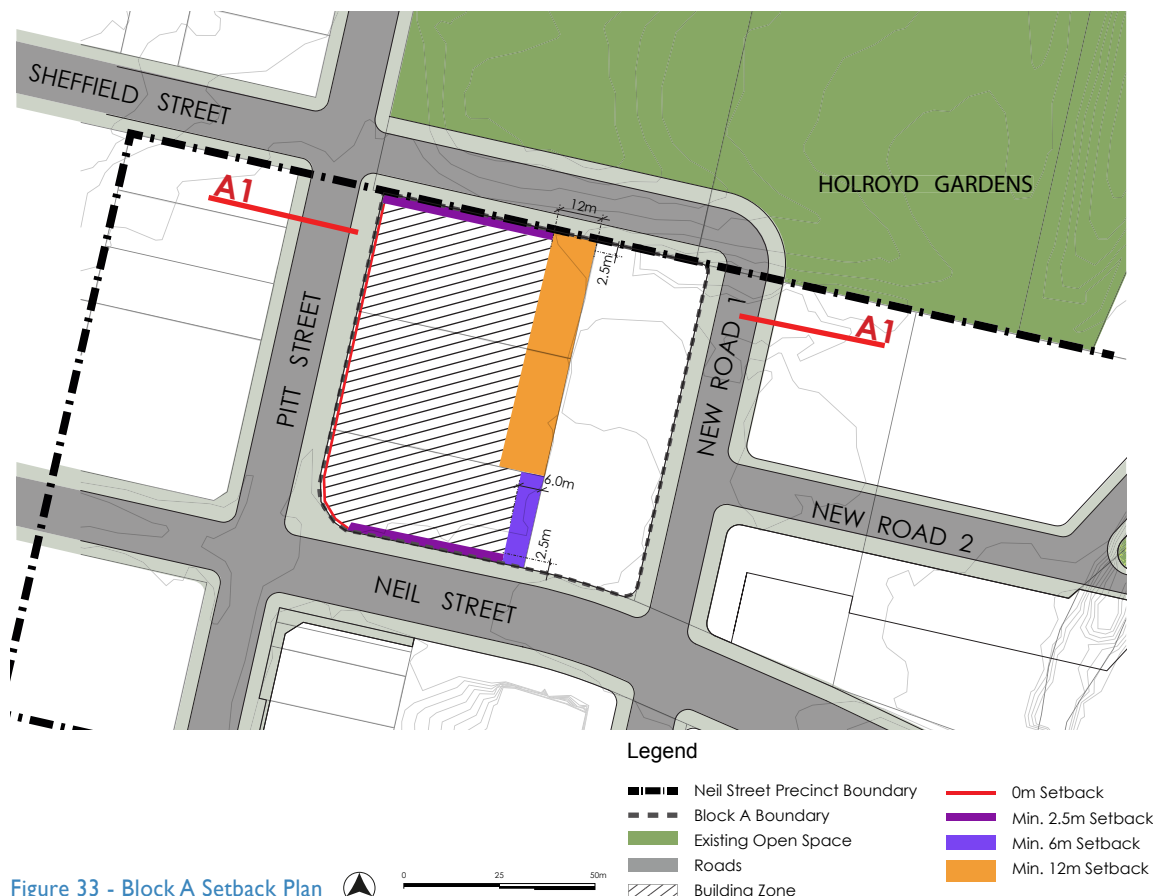 SHEFFIELD STREET
A1
12m
HOLROYD GARDENS
2.5m
PITT STREET
NEW ROAD 1
A1
6.0m
2.5m
NEW ROAD 2
NEIL STREET
Legend
Neil Street Precinct Boundary
Block A Boundary
Existing Open Space
Roads
Building Zone
0m Setback
Min. 2.5m Setback
Min. 6m Setback
Min. 12m Setback
Figure 33 - Block A Setback Plan
0 25 50m